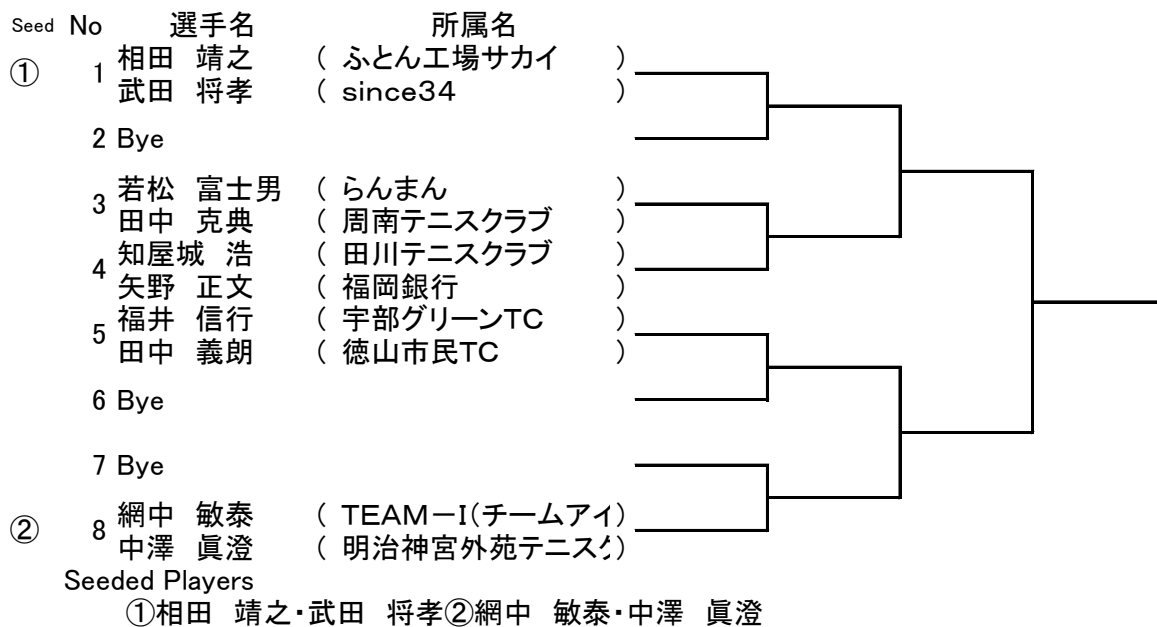 Seed No 選手名 所属名
① 1 相田 靖之 ( ふとん工場サカイ )
武田 将孝 ( since34 )
2 Bye
3 若松 富士男 ( らんまん )
田中 克典 ( 周南テニスクラブ )
4 知屋城 浩 ( 田川テニスクラブ )
矢野 正文 ( 福岡銀行 )
5 福井 信行 ( 宇部グリーンTC )
田中 義朗 ( 徳山市民TC )
6 Bye
7 Bye
② 8 網中 敏泰 ( TEAM-I(チームアイ)
中澤 眞澄 ( 明治神宮外苑テニス )
Seeded Players
①相田 靖之・武田 将孝②網中 敏泰・中澤 眞澄